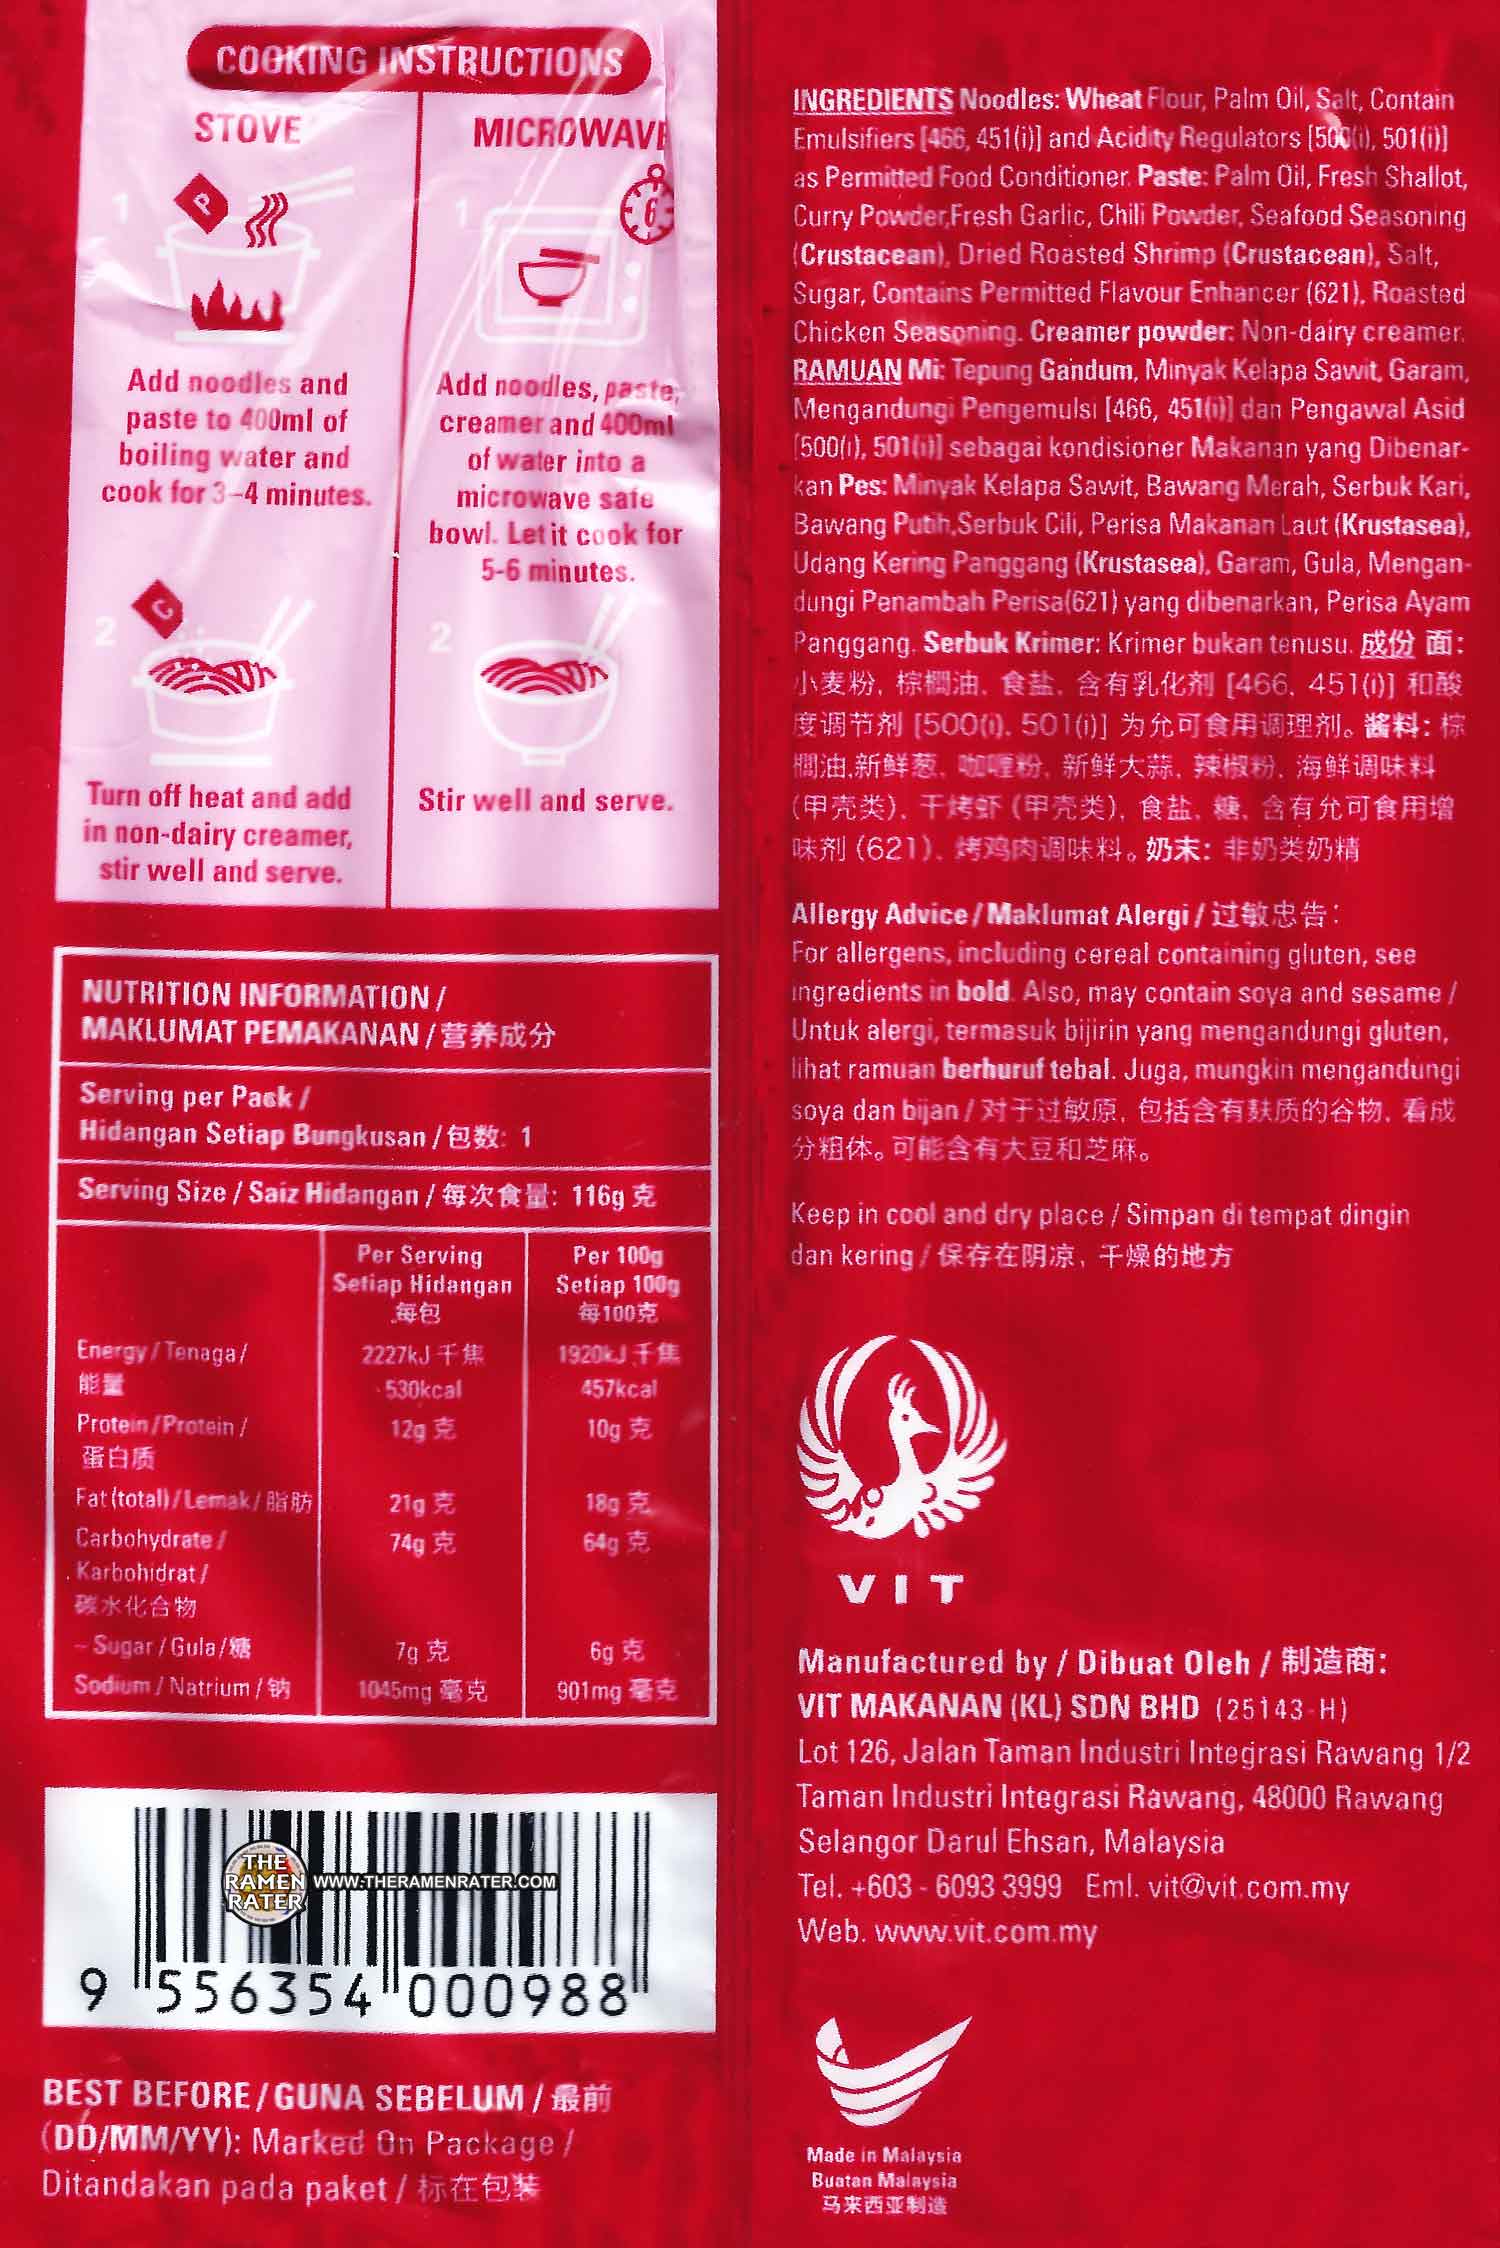 COOKING INSTRUCTIONS
STOVE
1
P
Add noodles and
paste to 400ml of
boiling water and
cook for 3-4 minutes.
2
C
Turn off heat and add
in non-dairy creamer,
stir well and serve.
MICROWAVE
1
6
Add noodles, paste,
creamer and 400ml
of water into a
microwave safe
bowl. Let it cook for
5-6 minutes.
2
Stir well and serve.
NUTRITION INFORMATION /
MAKLUMAT PEMAKANAN / 营养成分
Serving per Pack /
Hidangan Setiap Bungkusan / 包数: 1
Serving Size / Saiz Hidangan / 每次食量: 116g 克
Per Serving Per 100g
Setiap Hidangan Setiap 100g
每包 每100克
Energy / Tenaga / 2227kJ 千焦 1920kJ 千焦
能量 530kcal 457kcal
Protein / Protein / 12g 克 10g 克
蛋白质
Fat (total) / Lemak / 脂肪 21g 克 18g 克
Carbohydrate / 74g 克 64g 克
Karbohidrat /
碳水化合物
- Sugar / Gula / 糖 7g 克 6g 克
Sodium / Natrium / 钠 1045mg 毫克 901mg 毫克
THE
RAMEN
RATER
WWW.THERAMENRATER.COM
9 556354 000988
BEST BEFORE / GUNA SEBELUM / 最前
(DD/MM/YY): Marked On Package /
Ditandakan pada paket / 标在包装
INGREDIENTS Noodles: Wheat Flour, Palm Oil, Salt, Contain
Emulsifiers [466, 451(i)] and Acidity Regulators [500(i), 501(i)]
as Permitted Food Conditioner. Paste: Palm Oil, Fresh Shallot,
Curry Powder,Fresh Garlic, Chili Powder, Seafood Seasoning
(Crustacean), Dried Roasted Shrimp (Crustacean), Salt,
Sugar, Contains Permitted Flavour Enhancer (621), Roasted
Chicken Seasoning. Creamer powder: Non-dairy creamer.
RAMUAN Mi: Tepung Gandum, Minyak Kelapa Sawit, Garam,
Mengandungi Pengemulsi [466, 451(i)] dan Pengawal Asid
[500(i), 501(i)] sebagai kondisioner Makanan yang Dibenar-
kan Pes: Minyak Kelapa Sawit, Bawang Merah, Serbuk Kari,
Bawang Putih,Serbuk Cili, Perisa Makanan Laut (Krustasea),
Udang Kering Panggang (Krustasea), Garam, Gula, Mengan-
dungi Penambah Perisa(621) yang dibenarkan, Perisa Ayam
Panggang. Serbuk Krimer: Krimer bukan tenusu. 成份 面:
小麦粉, 棕榈油, 食盐, 含有乳化剂 [466, 451(i)] 和酸
度调节剂 [500(i), 501(i)] 为允可食用调理剂。酱料: 棕
榈油,新鲜葱, 咖喱粉, 新鲜大蒜, 辣椒粉, 海鲜调味料
(甲壳类), 干烤虾 (甲壳类), 食盐, 糖, 含有允可食用增
味剂 (621), 烤鸡肉调味料。奶末: 非奶类奶精
Allergy Advice / Maklumat Alergi / 过敏忠告:
For allergens, including cereal containing gluten, see
ingredients in bold. Also, may contain soya and sesame /
Untuk alergi, termasuk bijirin yang mengandungi gluten,
lihat ramuan berhuruf tebal. Juga, mungkin mengandungi
soya dan bijan / 对于过敏原, 包括含有麸质的谷物, 看成
分粗体。可能含有大豆和芝麻。
Keep in cool and dry place / Simpan di tempat dingin
dan kering / 保存在阴凉, 干燥的地方
VIT
Manufactured by / Dibuat Oleh / 制造商:
VIT MAKANAN (KL) SDN BHD (25143-H)
Lot 126, Jalan Taman Industri Integrasi Rawang 1/2
Taman Industri Integrasi Rawang, 48000 Rawang
Selangor Darul Ehsan, Malaysia
Tel. +603 - 6093 3999 Eml. vit@vit.com.my
Web. www.vit.com.my
Made in Malaysia
Buatan Malaysia
马来西亚制造